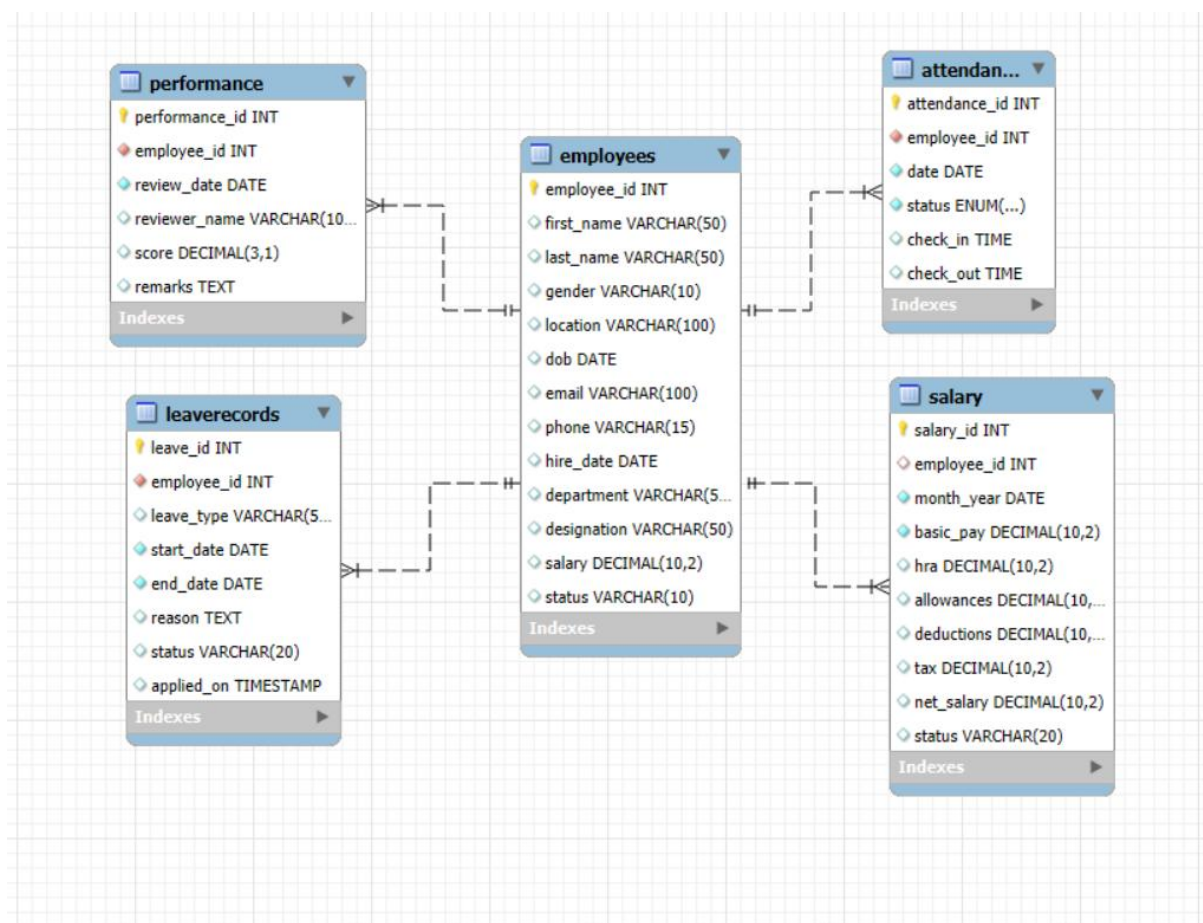 performance
performance_id INT
employee_id INT
review_date DATE
reviewer_name VARCHAR(10...
score DECIMAL(3,1)
remarks TEXT
Indexes
leaverecords
leave_id INT
employee_id INT
leave_type VARCHAR(5...
start_date DATE
end_date DATE
reason TEXT
status VARCHAR(20)
applied_on TIMESTAMP
Indexes
employees
employee_id INT
first_name VARCHAR(50)
last_name VARCHAR(50)
gender VARCHAR(10)
location VARCHAR(100)
dob DATE
email VARCHAR(100)
phone VARCHAR(15)
hire_date DATE
department VARCHAR(5...
designation VARCHAR(50)
salary DECIMAL(10,2)
status VARCHAR(10)
Indexes
attendan...
attendance_id INT
employee_id INT
date DATE
status ENUM(...)
check_in TIME
check_out TIME
Indexes
salary
salary_id INT
employee_id INT
month_year DATE
basic_pay DECIMAL(10,2)
hra DECIMAL(10,2)
allowances DECIMAL(10,...
deductions DECIMAL(10,...
tax DECIMAL(10,2)
net_salary DECIMAL(10,2)
status VARCHAR(20)
Indexes